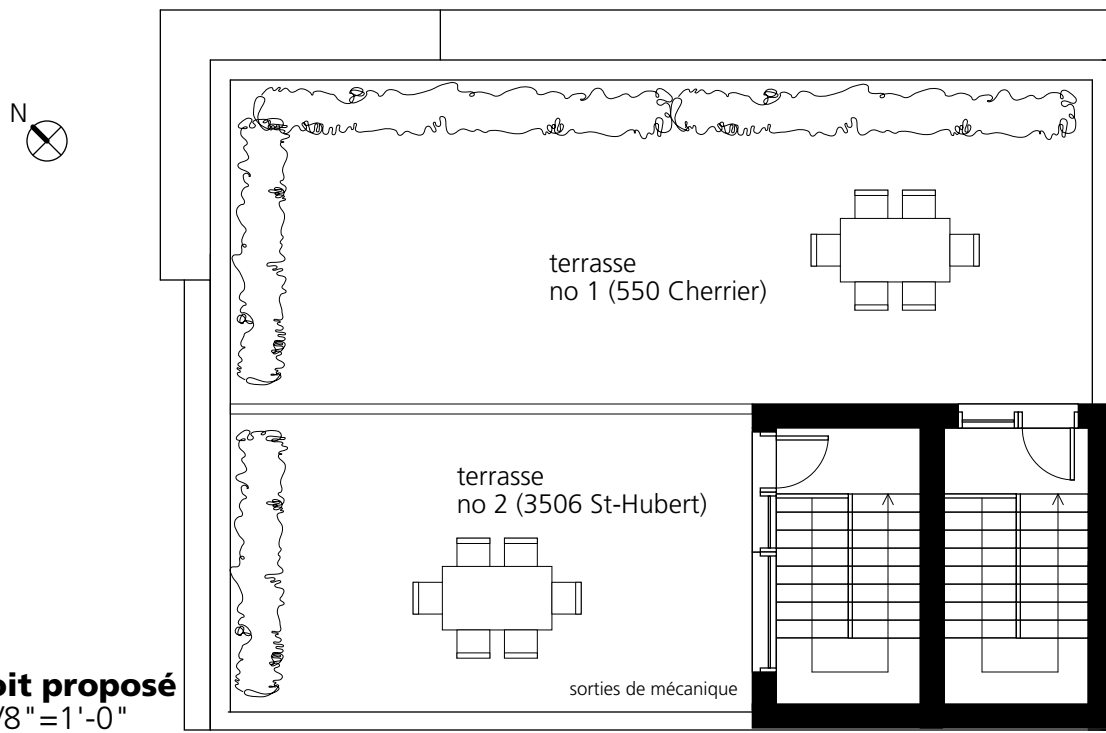 N
terrasse
no 1 (550 Cherrier)
terrasse
no 2 (3506 St-Hubert)
sorties de mécanique
oit proposé
/8"=1'-0"